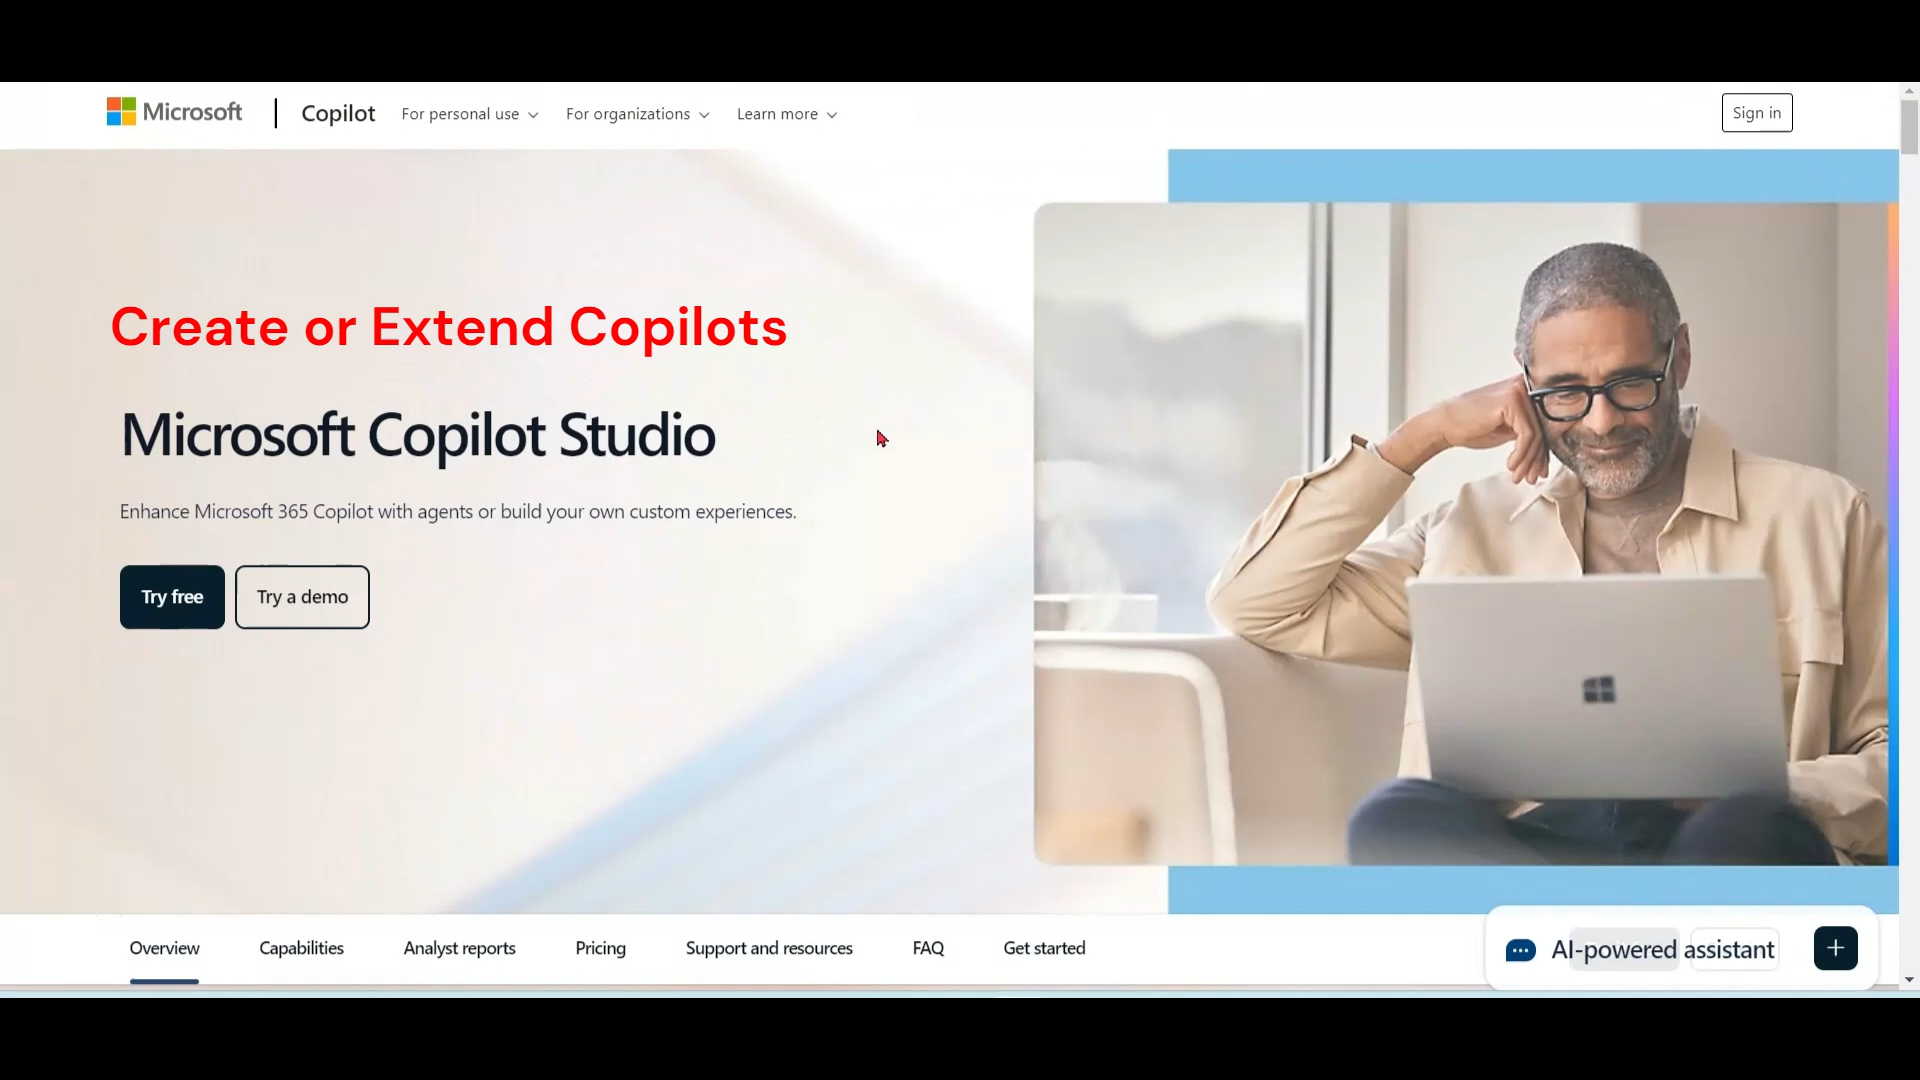 Microsoft | Copilot For personal use For organizations Learn more Sign in
Create or Extend Copilots
Microsoft Copilot Studio
Enhance Microsoft 365 Copilot with agents or build your own custom experiences.
Try free Try a demo
Overview Capabilities Analyst reports Pricing Support and resources FAQ Get started AI-powered assistant